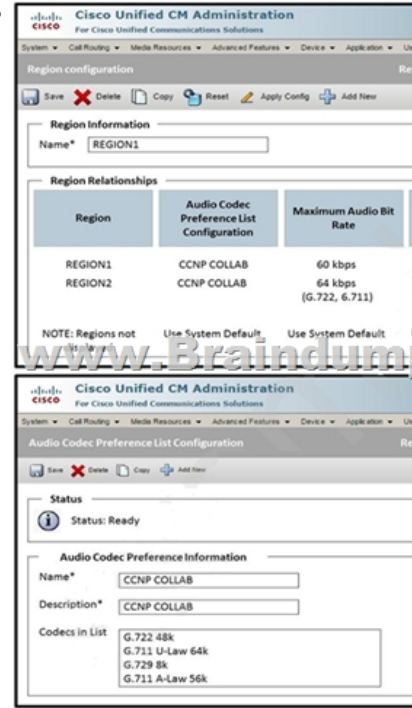 Cisco Unified CM Administration
CISCO
For Cisco Unified Communications Solutions
System Call Routing Media Resources Advanced Features Device Application
Region configuration
Save Delete Copy Reset Apply Config Add New
Region Information
Name* REGION1
Region Relationships
Region Audio Codec Preference List Configuration Maximum Audio Bit Rate
REGION1 CCNP COLLAB 60 kbps
REGION2 CCNP COLLAB 64 kbps
(G.722, 6.711)
NOTE: Regions not Use System Default Use System Default
www.Braindump
Cisco Unified CM Administration
CISCO
For Cisco Unified Communications Solutions
System Call Routing Media Resources Advanced Features Device Application
Audio Codec Preference List Configuration
Save Delete Copy Add New
Status
Status: Ready
Audio Codec Preference Information
Name* CCNP COLLAB
Description* CCNP COLLAB
Codecs in List
G.722 48k
G.711 U-Law 64k
G.729 8k
G.711 A-Law 56k